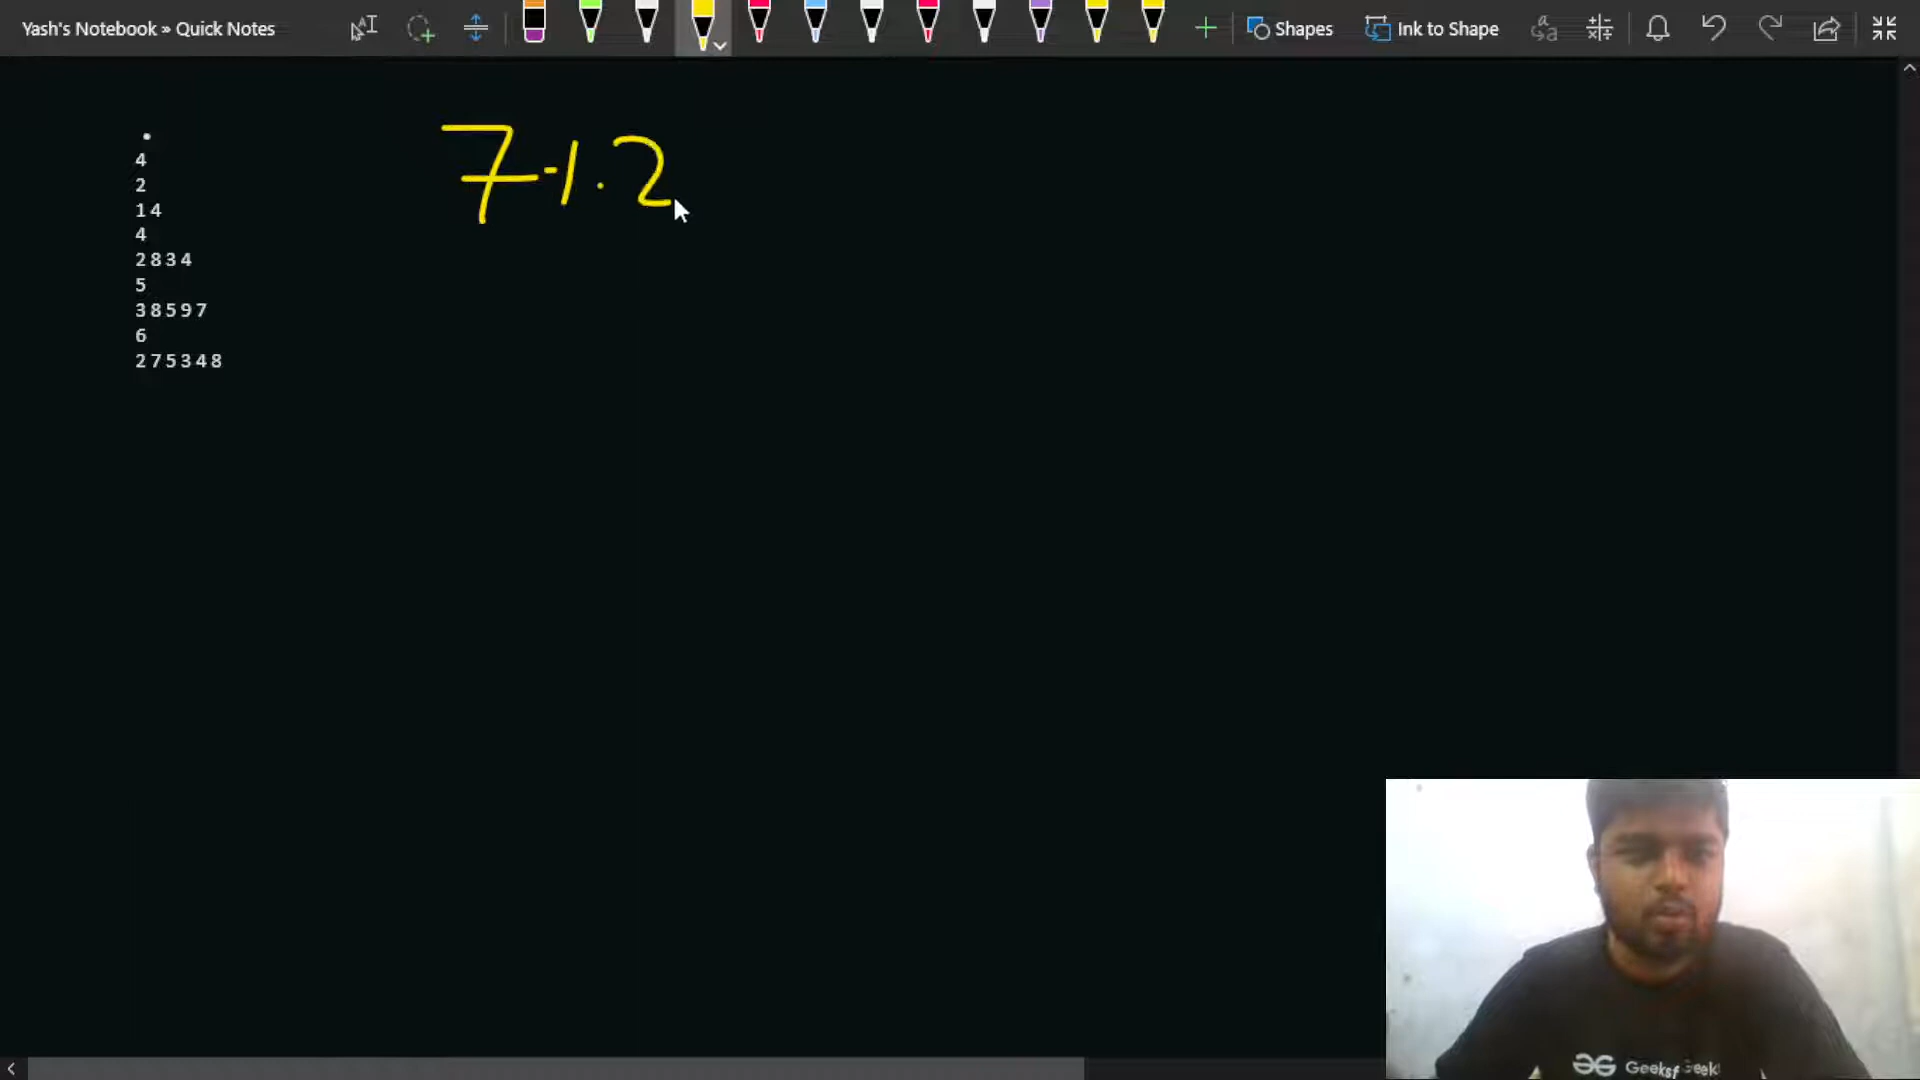 Yash's Notebook » Quick Notes
Shapes
Ink to Shape
7 % 2
4
2
1 4
4
2 8 3 4
5
3 8 5 9 7
6
2 7 5 3 4 8